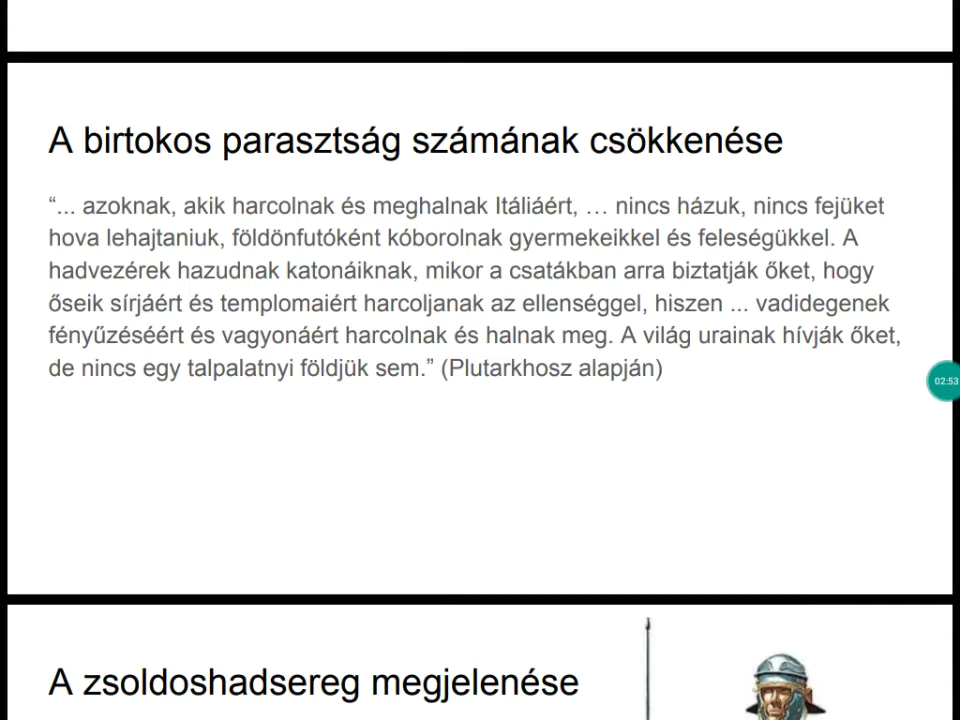 A birtokos parasztság számának csökkenése
“... azoknak, akik harcolnak és meghalnak Itáliáért, … nincs házuk, nincs fejüket
hova lehajtaniuk, földönfutóként kóborolnak gyermekeikkel és feleségükkel. A
hadvezérek hazudnak katonáiknak, mikor a csatákban arra biztatják őket, hogy
őseik sírjáért és templomaiért harcoljanak az ellenséggel, hiszen ... vadidegenek
fényűzéséért és vagyonáért harcolnak és halnak meg. A világ urainak hívják őket,
de nincs egy talpalatnyi földjük sem.” (Plutarkhosz alapján)
02:53
A zsoldoshadsereg megjelenése